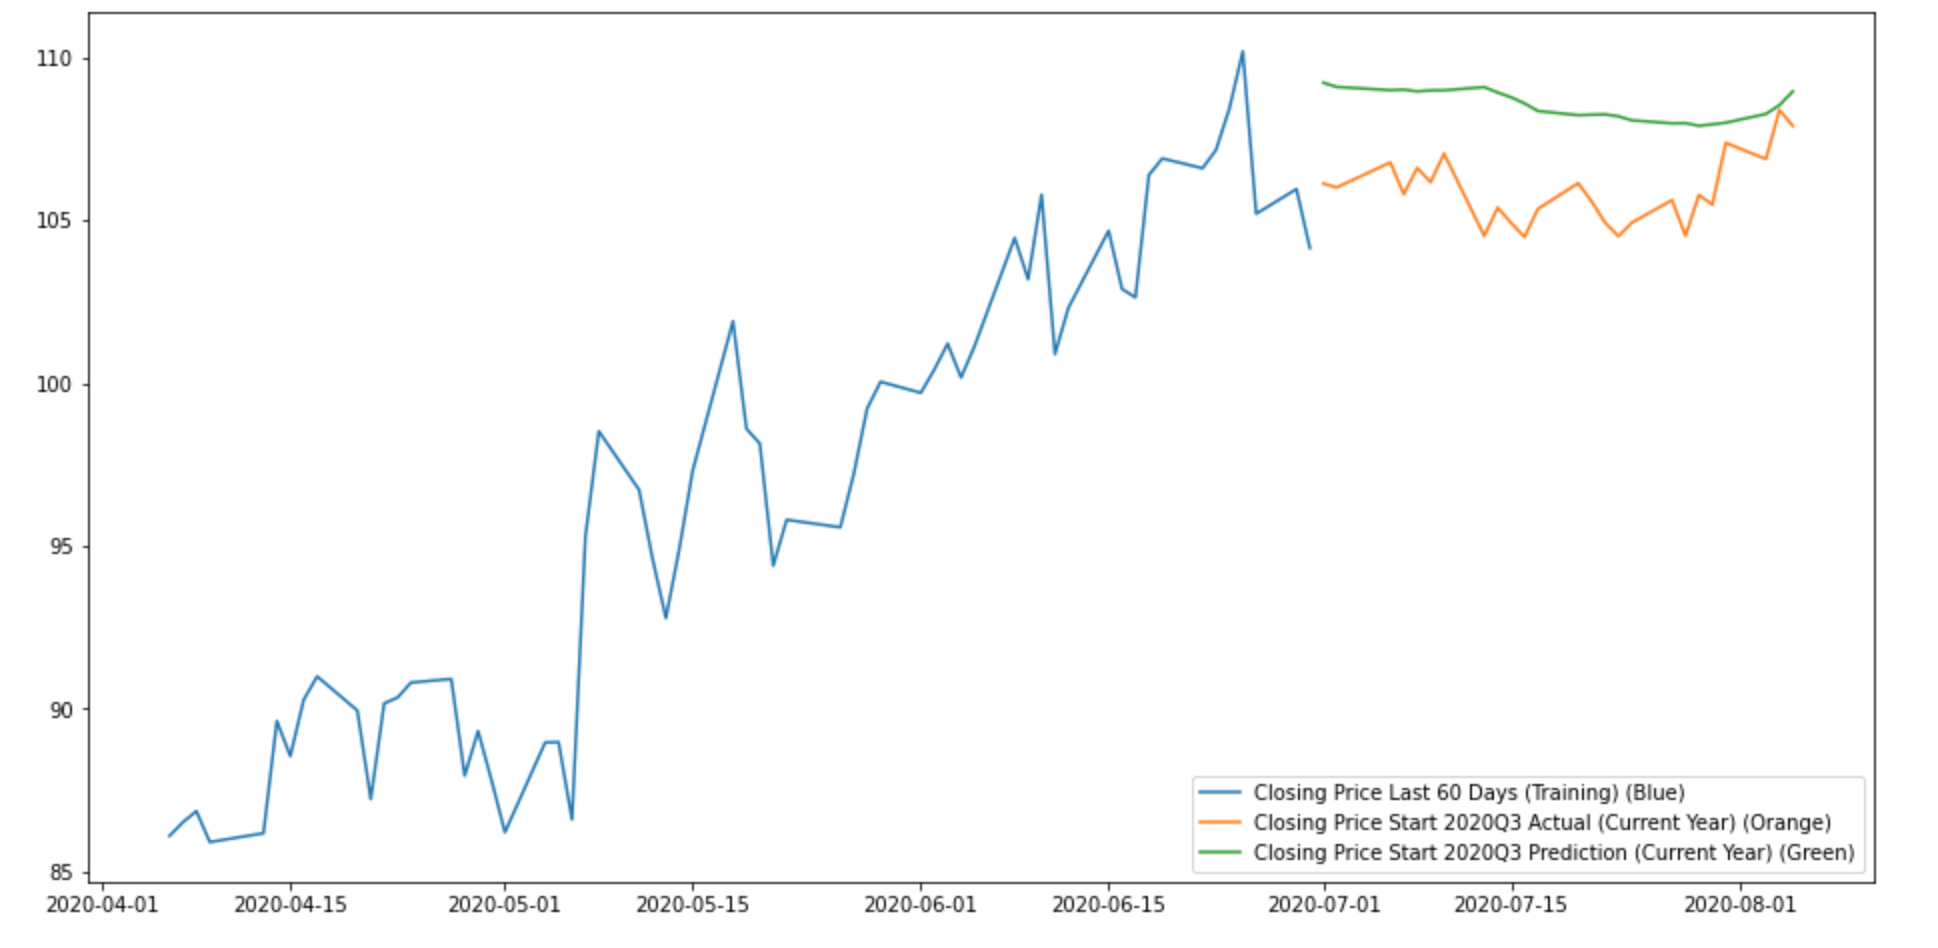 110
105
100
95
90
85
2020-04-01 2020-04-15 2020-05-01 2020-05-15 2020-06-01 2020-06-15 2020-07-01 2020-07-15 2020-08-01
Closing Price Last 60 Days (Training) (Blue)
Closing Price Start 2020Q3 Actual (Current Year) (Orange)
Closing Price Start 2020Q3 Prediction (Current Year) (Green)